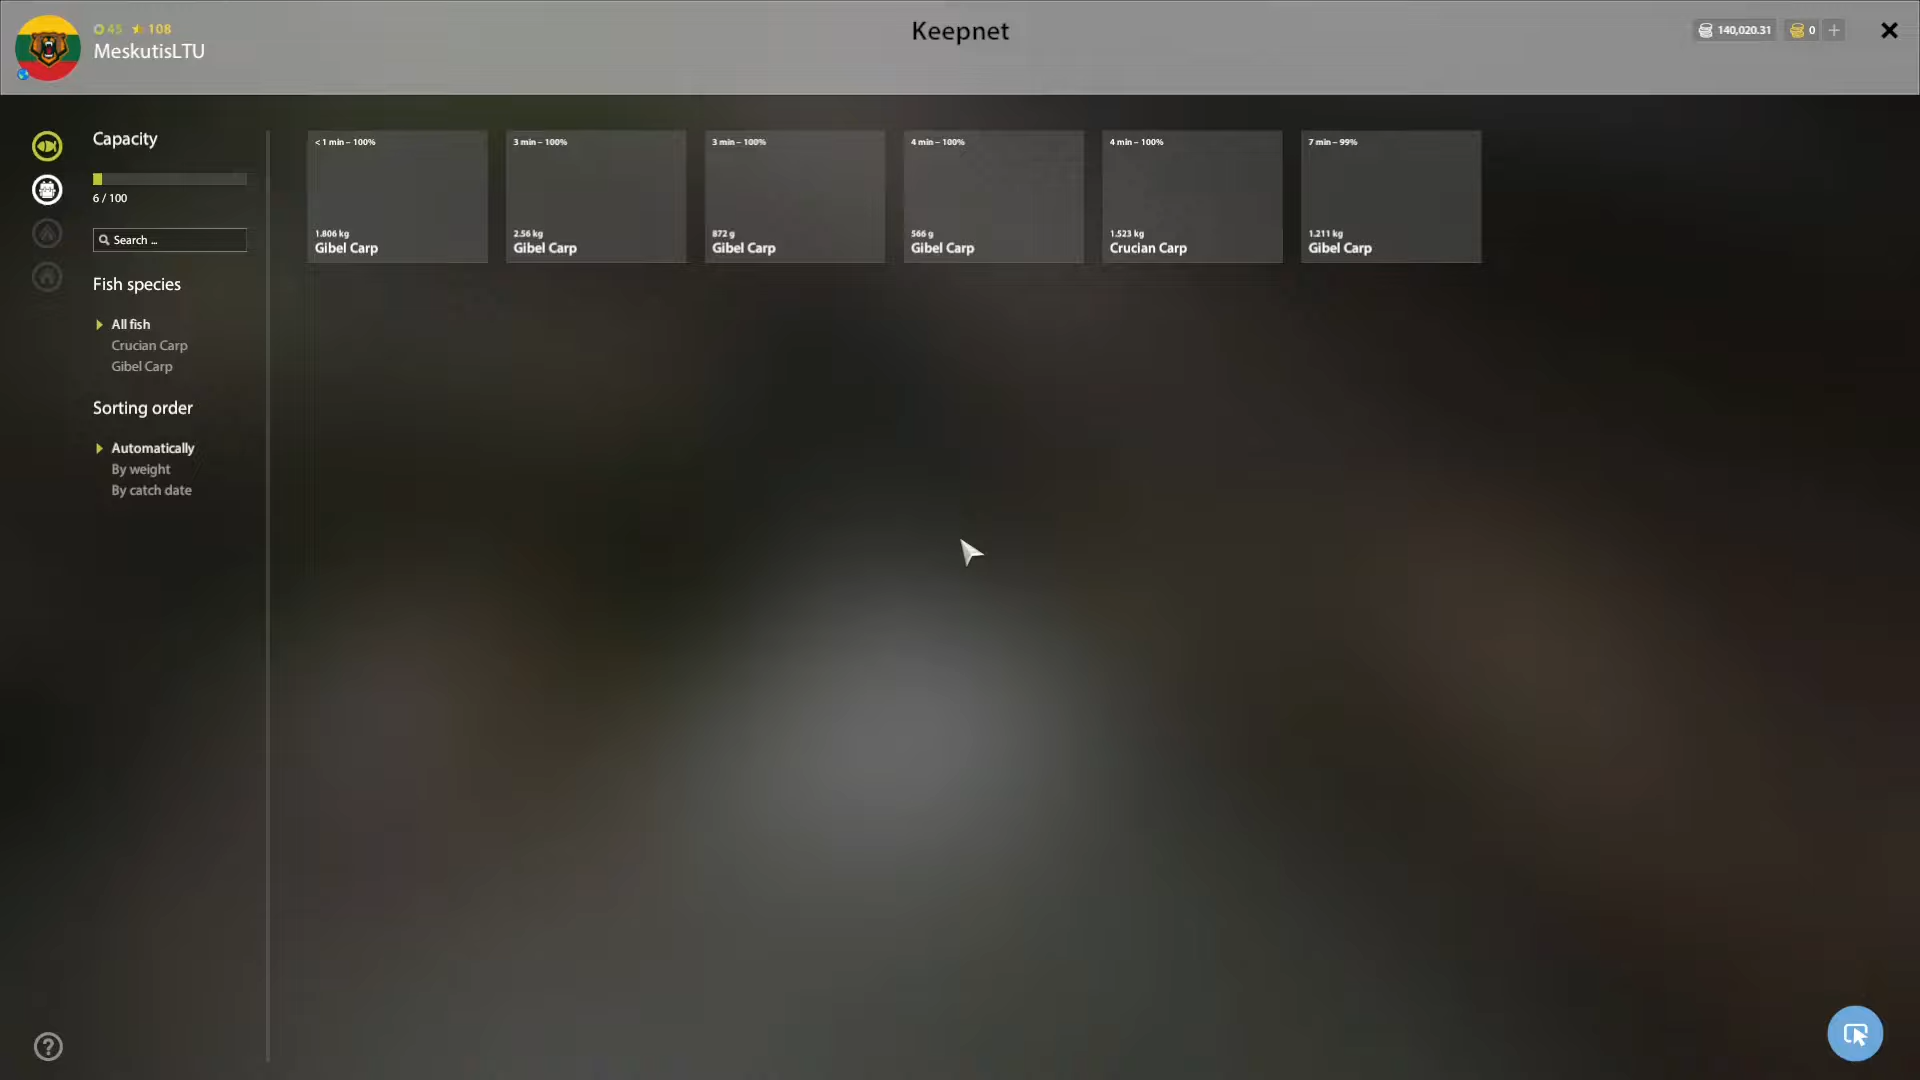 45 108
MeskutisLTU
Keepnet
140,020.31 0 +
Capacity
6 / 100
Search ...
Fish species
All fish
Crucian Carp
Gibel Carp
Sorting order
Automatically
By weight
By catch date
< 1 min – 100%
1.806 kg
Gibel Carp
3 min – 100%
2.56 kg
Gibel Carp
3 min – 100%
872 g
Gibel Carp
4 min – 100%
566 g
Gibel Carp
4 min – 100%
1.523 kg
Crucian Carp
7 min – 99%
1.211 kg
Gibel Carp
?